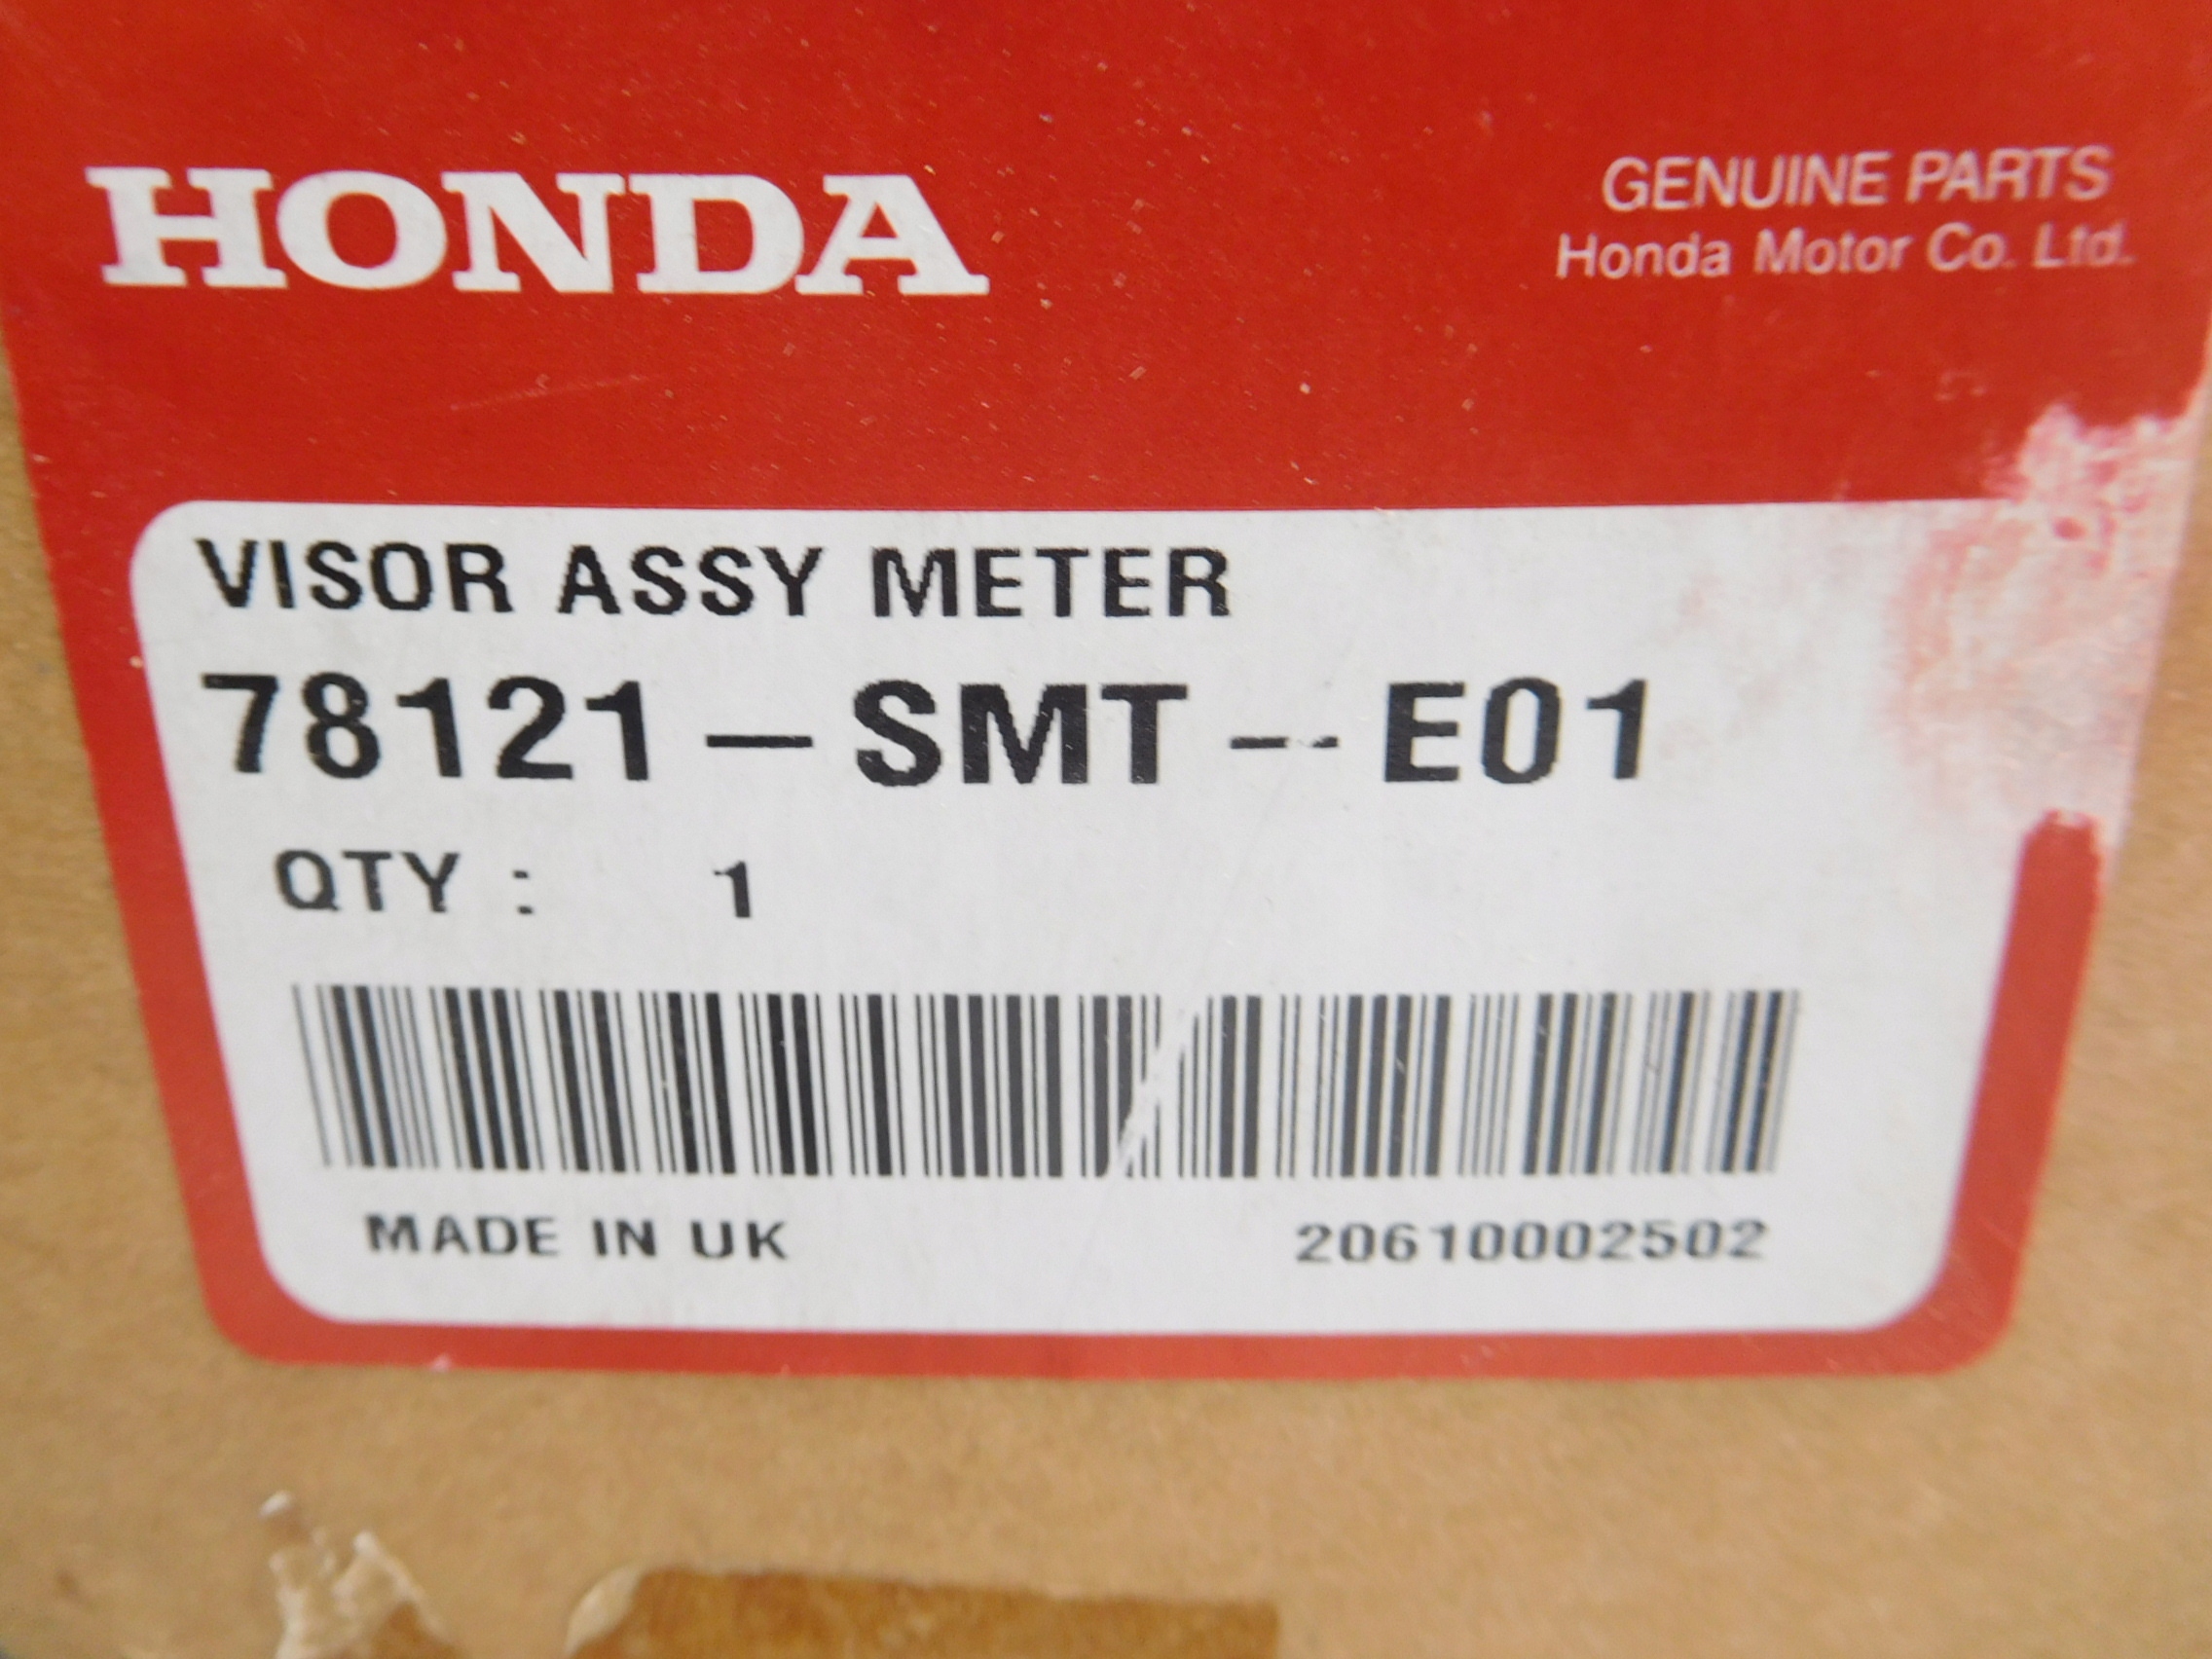 HONDA
GENUINE PARTS
Honda Motor Co. Ltd.
VISOR ASSY METER
78121-SMT-E01
QTY : 1
MADE IN UK
20610002502